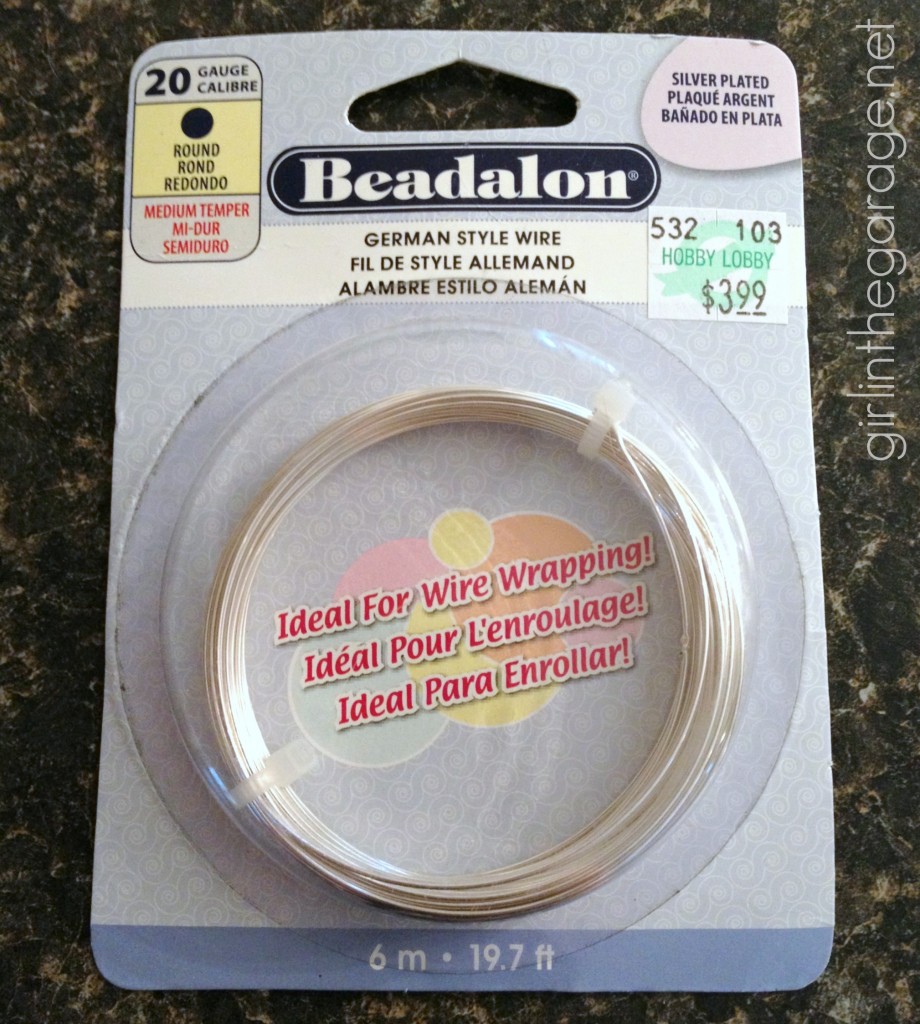 20 GAUGE
CALIBRE
ROUND
ROND
REDONDO
MEDIUM TEMPER
MI-DUR
SEMIDURO
SILVER PLATED
PLAQUÉ ARGENT
BAÑADO EN PLATA
Beadalon®
GERMAN STYLE WIRE
FIL DE STYLE ALLEMAND
ALAMBRE ESTILO ALEMÁN
532 103
HOBBY LOBBY
$3.99
Ideal For Wire Wrapping!
Idéal Pour L'enroulage!
Ideal Para Enrollar!
6 m • 19.7 ft
girlinthegarage.net